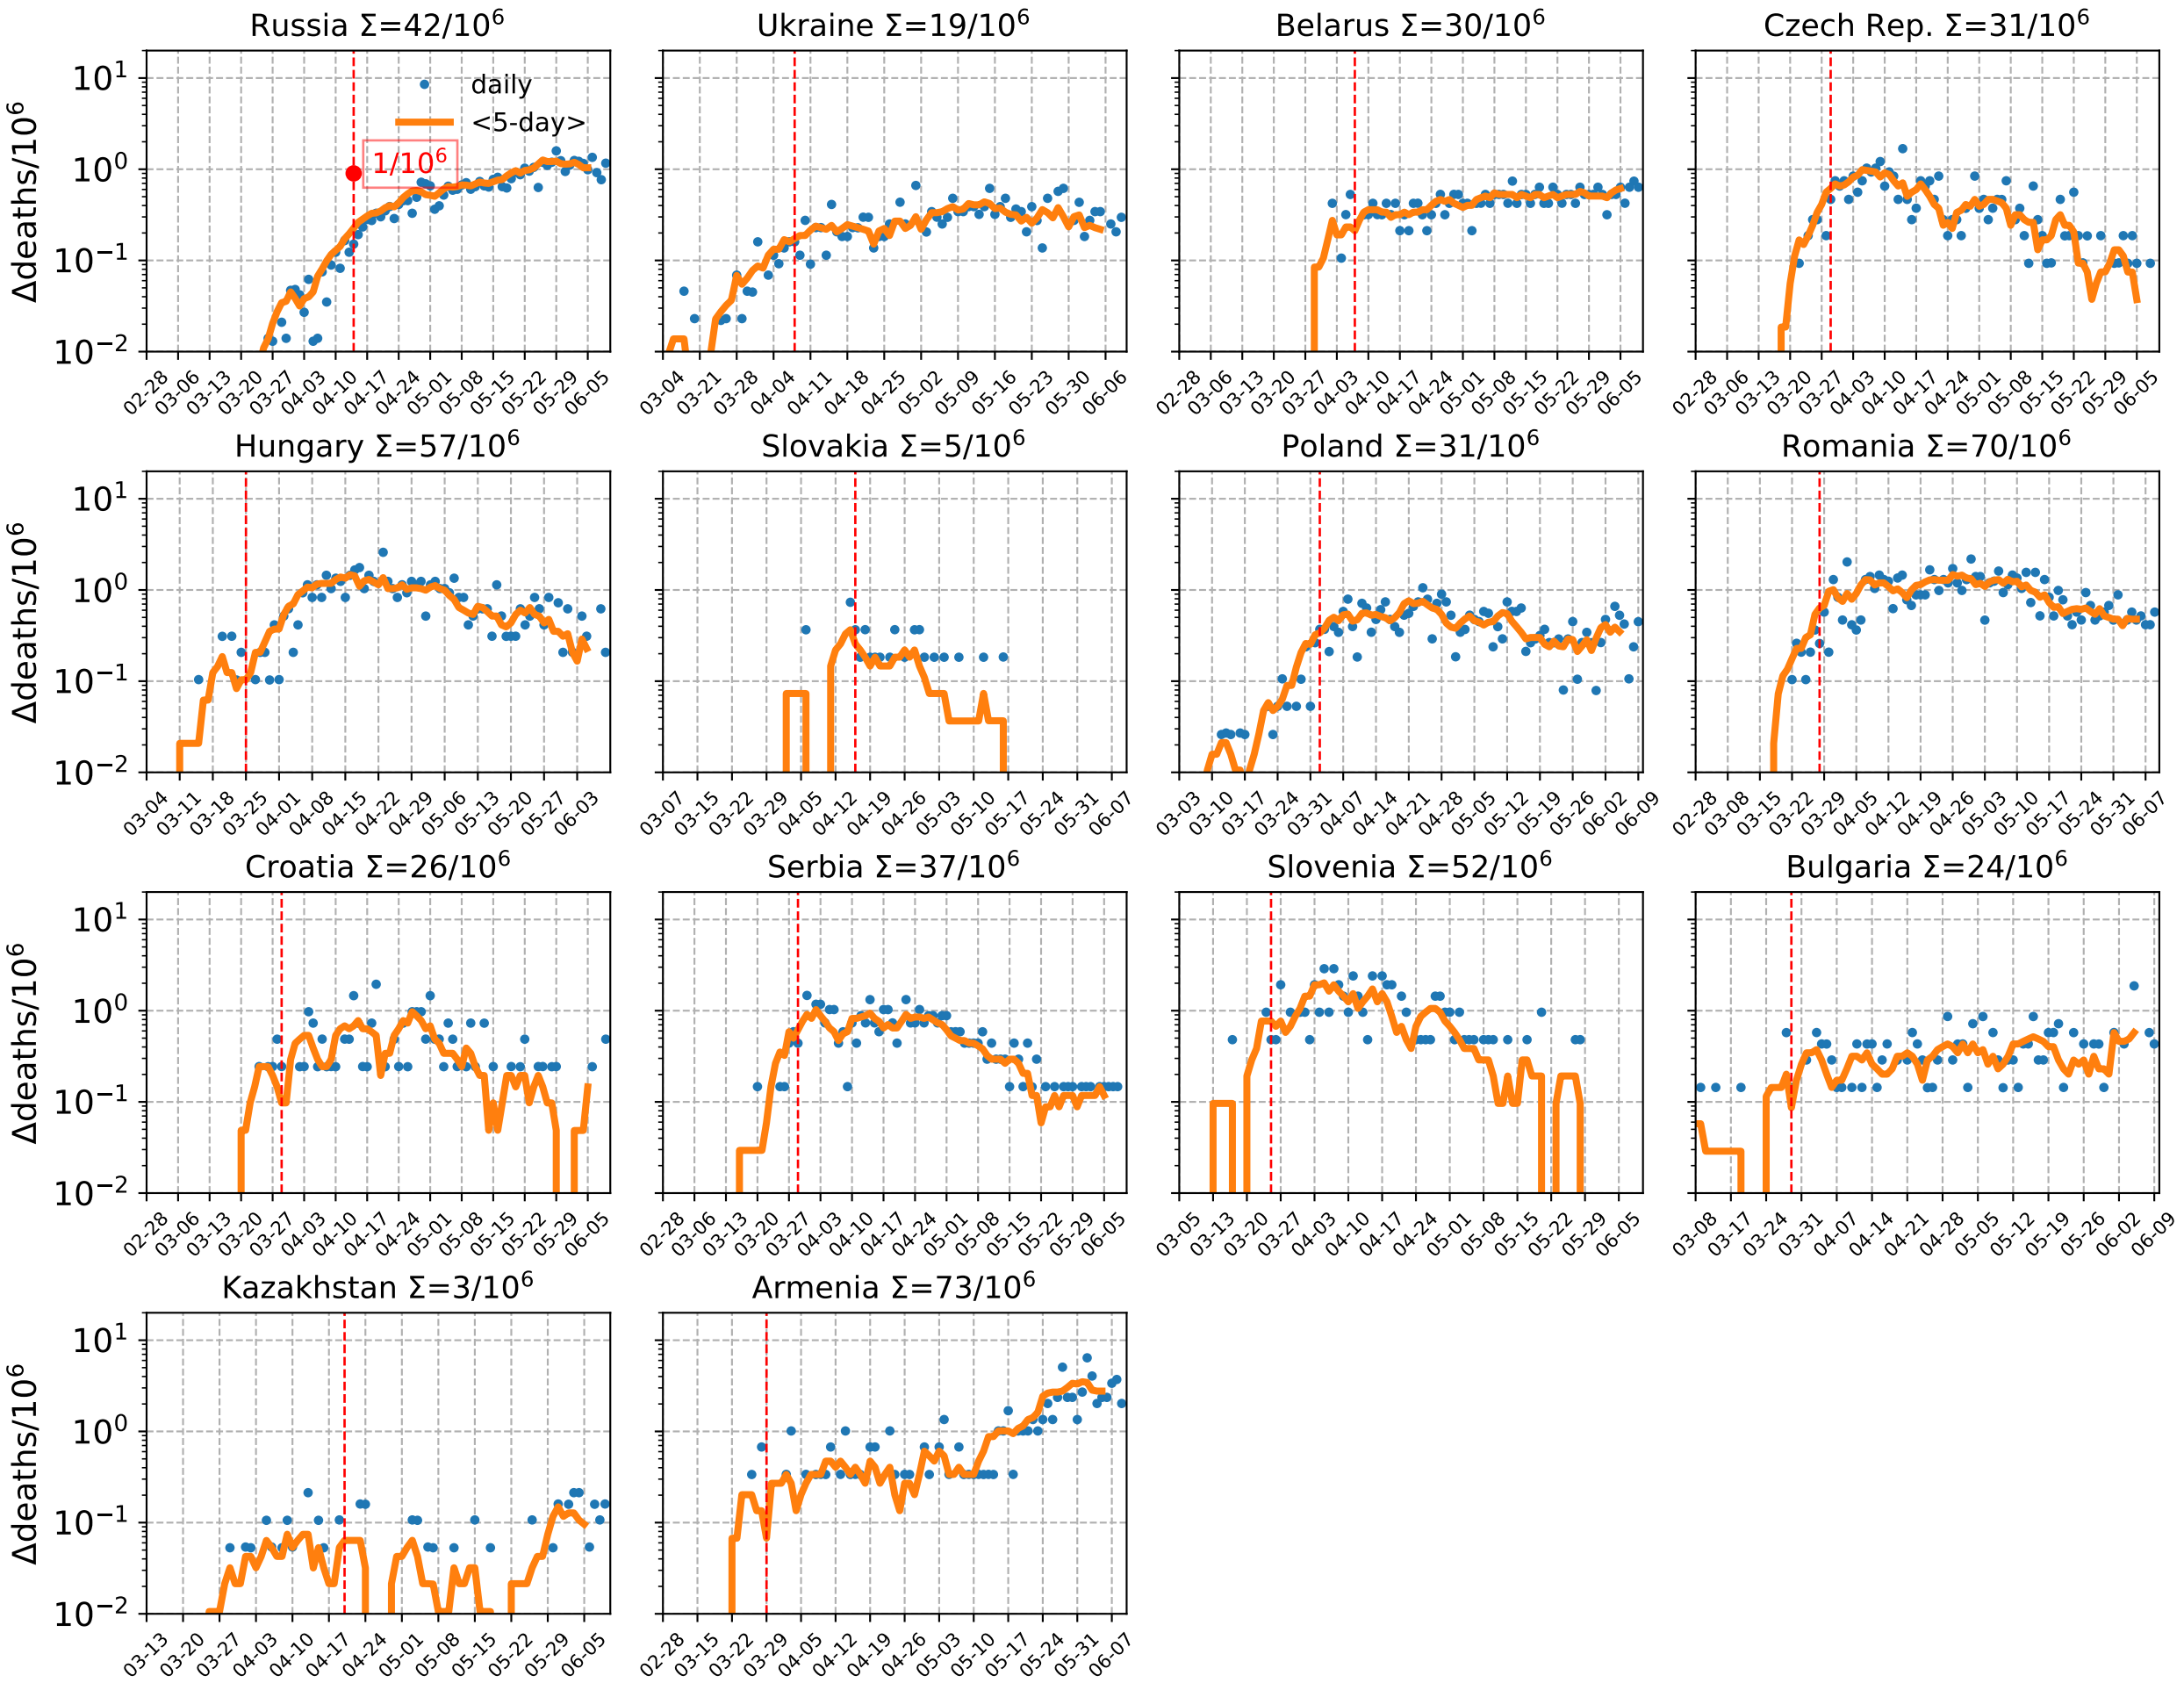 Russia Σ=42/10⁶
Ukraine Σ=19/10⁶
Belarus Σ=30/10⁶
Czech Rep. Σ=31/10⁶
Δdeaths/10⁶
10¹
10⁰
10⁻¹
10⁻²
daily
<5-day>
1/10⁶
02-28 03-06 03-13 03-20 03-27 04-03 04-10 04-17 04-24 05-01 05-08 05-15 05-22 05-29 06-05
03-04 03-21 03-28 04-04 04-11 04-18 04-25 05-02 05-09 05-16 05-23 05-30 06-06
02-28 03-06 03-13 03-20 03-27 04-03 04-10 04-17 04-24 05-01 05-08 05-15 05-22 05-29 06-05
02-28 03-06 03-13 03-20 03-27 04-03 04-10 04-17 04-24 05-01 05-08 05-15 05-22 05-29 06-05
Hungary Σ=57/10⁶
Slovakia Σ=5/10⁶
Poland Σ=31/10⁶
Romania Σ=70/10⁶
Δdeaths/10⁶
10¹
10⁰
10⁻¹
10⁻²
03-04 03-11 03-18 03-25 04-01 04-08 04-15 04-22 04-29 05-06 05-13 05-20 05-27 06-03
03-07 03-15 03-22 03-29 04-05 04-12 04-19 04-26 05-03 05-10 05-17 05-24 05-31 06-07
03-03 03-10 03-17 03-24 03-31 04-07 04-14 04-21 04-28 05-05 05-12 05-19 05-26 06-02 06-09
02-28 03-08 03-15 03-22 03-29 04-05 04-12 04-19 04-26 05-03 05-10 05-17 05-24 05-31 06-07
Croatia Σ=26/10⁶
Serbia Σ=37/10⁶
Slovenia Σ=52/10⁶
Bulgaria Σ=24/10⁶
Δdeaths/10⁶
10¹
10⁰
10⁻¹
10⁻²
02-28 03-06 03-13 03-20 03-27 04-03 04-10 04-17 04-24 05-01 05-08 05-15 05-22 05-29 06-05
02-28 03-06 03-13 03-20 03-27 04-03 04-10 04-17 04-24 05-01 05-08 05-15 05-22 05-29 06-05
03-05 03-13 03-20 03-27 04-03 04-10 04-17 04-24 05-01 05-08 05-15 05-22 05-29 06-05
03-08 03-17 03-24 03-31 04-07 04-14 04-21 04-28 05-05 05-12 05-19 05-26 06-02 06-09
Kazakhstan Σ=3/10⁶
Armenia Σ=73/10⁶
Δdeaths/10⁶
10¹
10⁰
10⁻¹
10⁻²
03-13 03-20 03-27 04-03 04-10 04-17 04-24 05-01 05-08 05-15 05-22 05-29 06-05
02-28 03-15 03-22 03-29 04-05 04-12 04-19 04-26 05-03 05-10 05-17 05-24 05-31 06-07